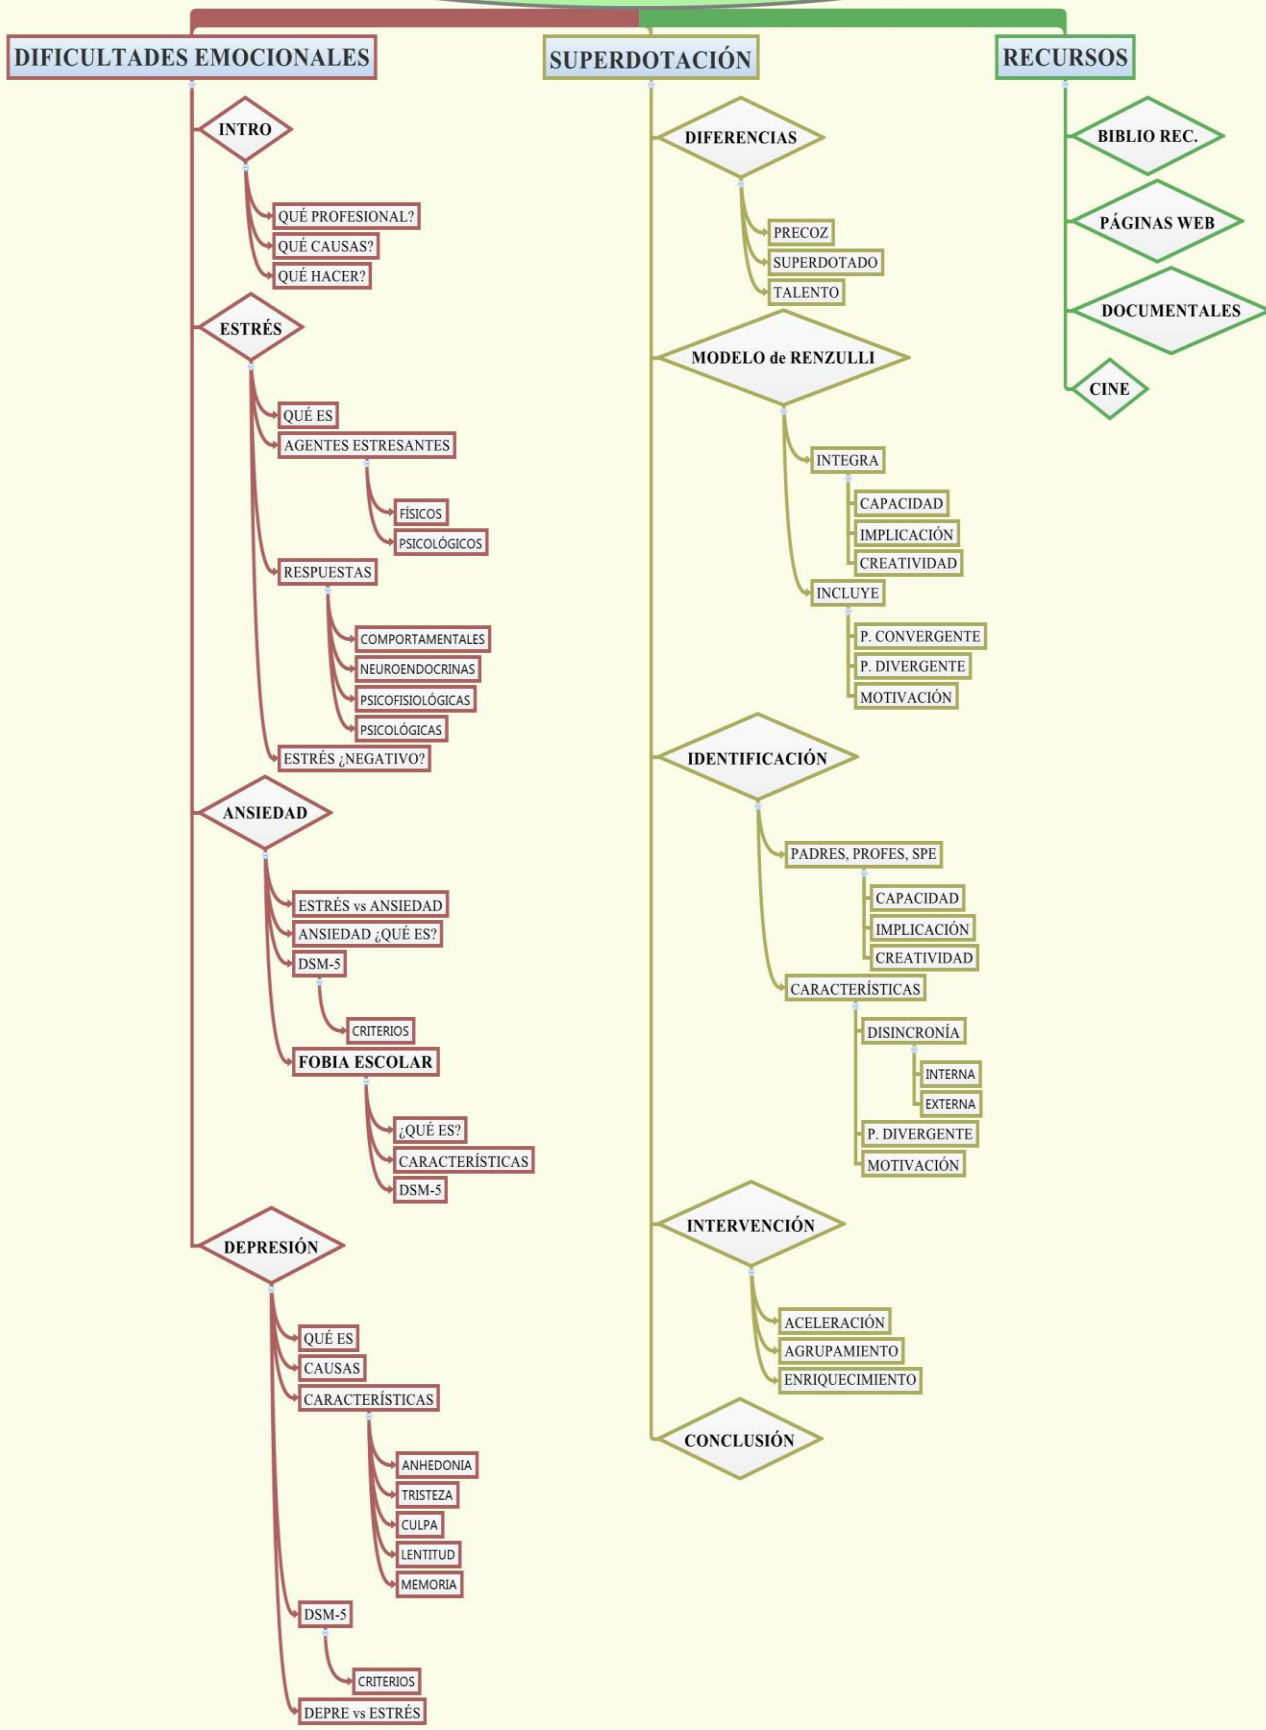 DIFICULTADES EMOCIONALES
INTRO
QUÉ PROFESIONAL?
QUÉ CAUSAS?
QUÉ HACER?
ESTRÉS
QUÉ ES
AGENTES ESTRESANTES
FÍSICOS
PSICOLÓGICOS
RESPUESTAS
COMPORTAMENTALES
NEUROENDOCRINAS
PSICOFISIOLÓGICAS
PSICOLÓGICAS
ESTRÉS ¿NEGATIVO?
ANSIEDAD
ESTRÉS vs ANSIEDAD
ANSIEDAD ¿QUÉ ES?
DSM-5
CRITERIOS
FOBIA ESCOLAR
¿QUÉ ES?
CARACTERÍSTICAS
DSM-5
DEPRESIÓN
QUÉ ES
CAUSAS
CARACTERÍSTICAS
ANHEDONIA
TRISTEZA
CULPA
LENTITUD
MEMORIA
DSM-5
CRITERIOS
DEPRE vs ESTRÉS
SUPERDOTACIÓN
DIFERENCIAS
PRECOZ
SUPERDOTADO
TALENTO
MODELO de RENZULLI
INTEGRA
CAPACIDAD
IMPLICACIÓN
CREATIVIDAD
INCLUYE
P. CONVERGENTE
P. DIVERGENTE
MOTIVACIÓN
IDENTIFICACIÓN
PADRES, PROFES, SPE
CAPACIDAD
IMPLICACIÓN
CREATIVIDAD
CARACTERÍSTICAS
DISINCRONÍA
INTERNA
EXTERNA
P. DIVERGENTE
MOTIVACIÓN
INTERVENCIÓN
ACELERACIÓN
AGRUPAMIENTO
ENRIQUECIMIENTO
CONCLUSIÓN
RECURSOS
BIBLIO REC.
PÁGINAS WEB
DOCUMENTALES
CINE